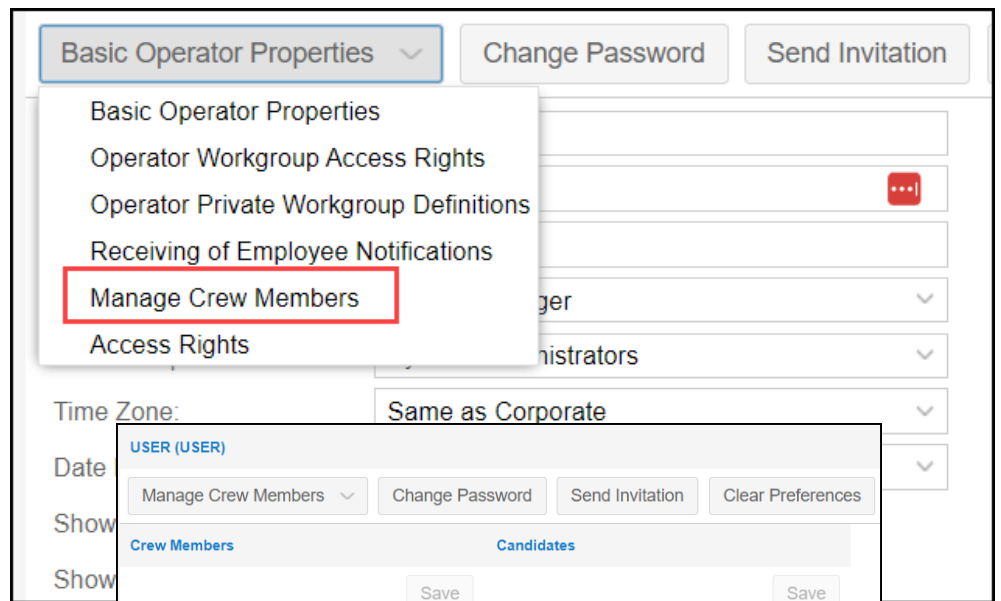 Basic Operator Properties
Change Password
Send Invitation
Basic Operator Properties
Operator Workgroup Access Rights
Operator Private Workgroup Definitions
Receiving of Employee Notifications
Manage Crew Members
Access Rights
Time Zone:
Same as Corporate
Date
Show
Show
USER (USER)
Manage Crew Members
Change Password
Send Invitation
Clear Preferences
Crew Members
Candidates
Save
Save